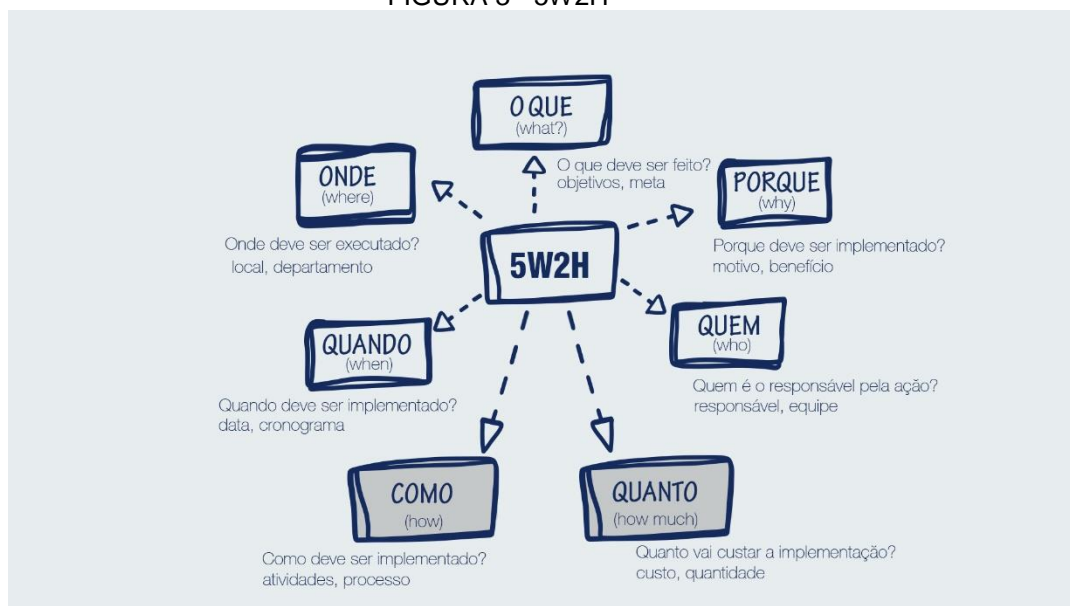 O QUE
(what?)
O que deve ser feito?
objetivos, meta
ONDE
(where)
Onde deve ser executado?
local, departamento
PORQUE
(why)
Porque deve ser implementado?
motivo, benefício
5W2H
QUANDO
(when)
Quando deve ser implementado?
data, cronograma
QUEM
(who)
Quem é o responsável pela ação?
responsável, equipe
COMO
(how)
Como deve ser implementado?
atividades, processo
QUANTO
(how much)
Quanto vai custar a implementação?
custo, quantidade